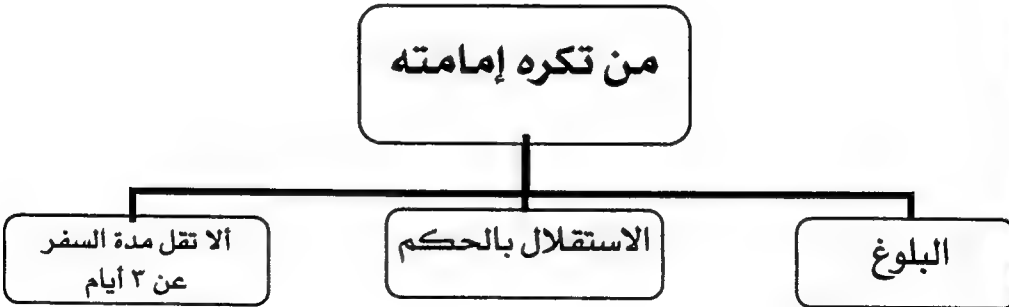 من تكره إمامته
البلوغ
الاستقلال بالحكم
ألا تقل مدة السفر
عن ٣ أيام